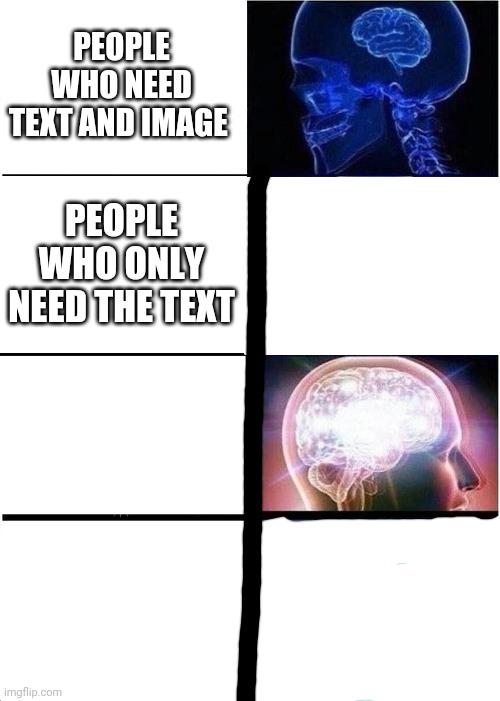 PEOPLE
WHO NEED
TEXT AND IMAGE
PEOPLE
WHO ONLY
NEED THE TEXT
imgflip.com